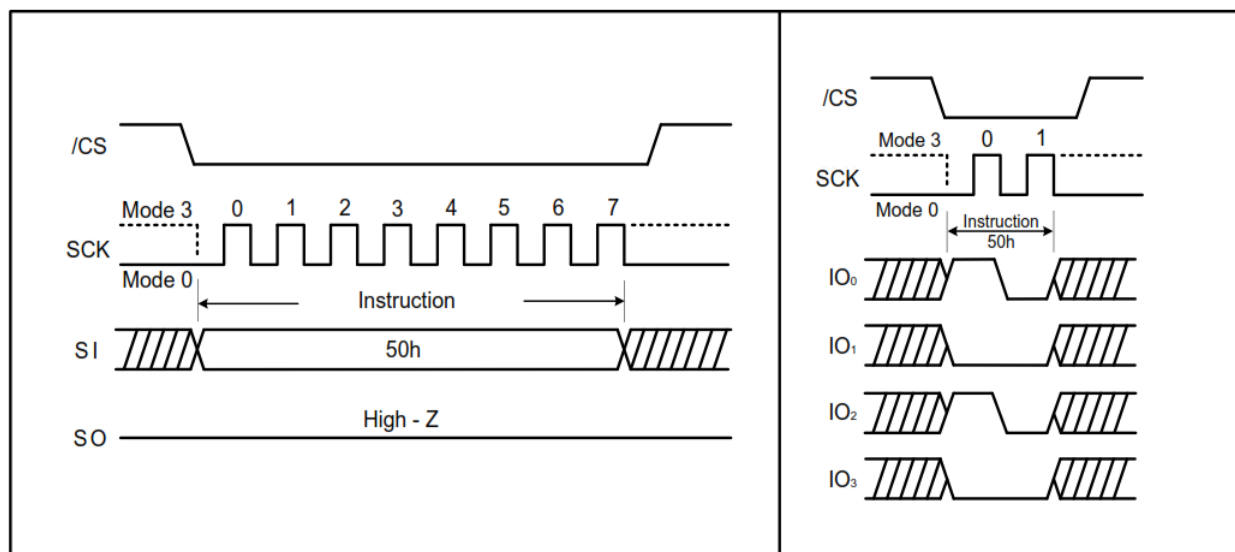 /CS
Mode 3
0 1 2 3 4 5 6 7
SCK
Mode 0
Instruction
SI
50h
High - Z
SO
/CS
Mode 3
0 1
SCK
Mode 0
Instruction
50h
IO₀
IO₁
IO₂
IO₃